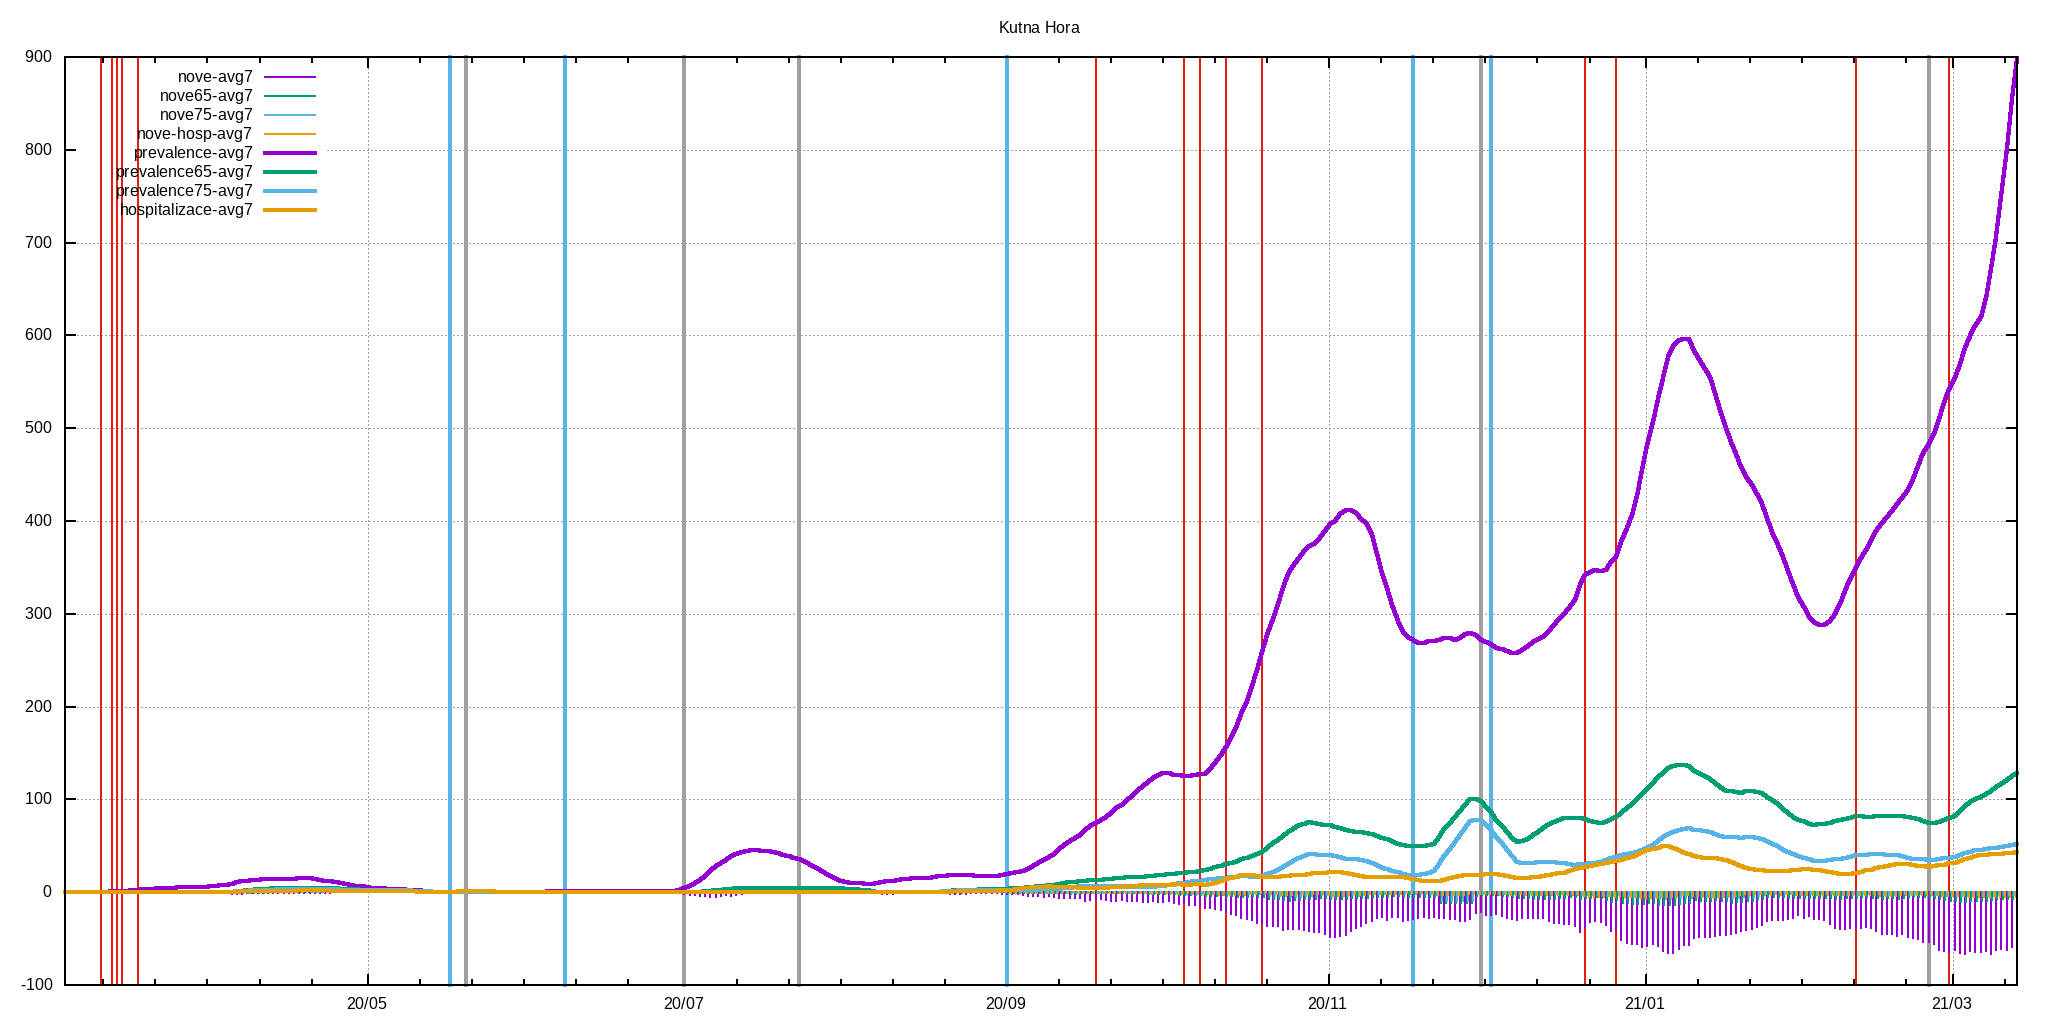 Kutna Hora
900
800
700
600
500
400
300
200
100
0
-100
nove-avg7
nove65-avg7
nove75-avg7
nove-hosp-avg7
prevalence-avg7
prevalence65-avg7
prevalence75-avg7
hospitalizace-avg7
20/05
20/07
20/09
20/11
21/01
21/03